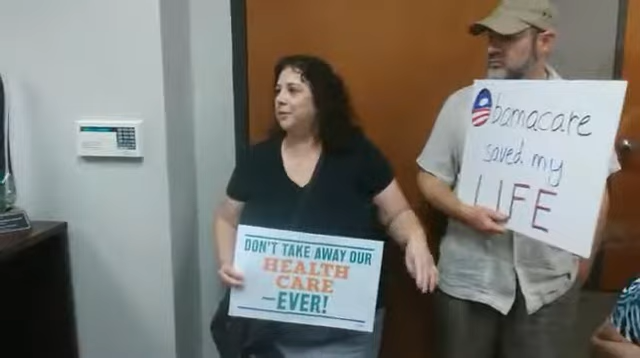 DON'T TAKE AWAY OUR
HEALTH
CARE
—EVER!
Obamacare
saved my
LIFE